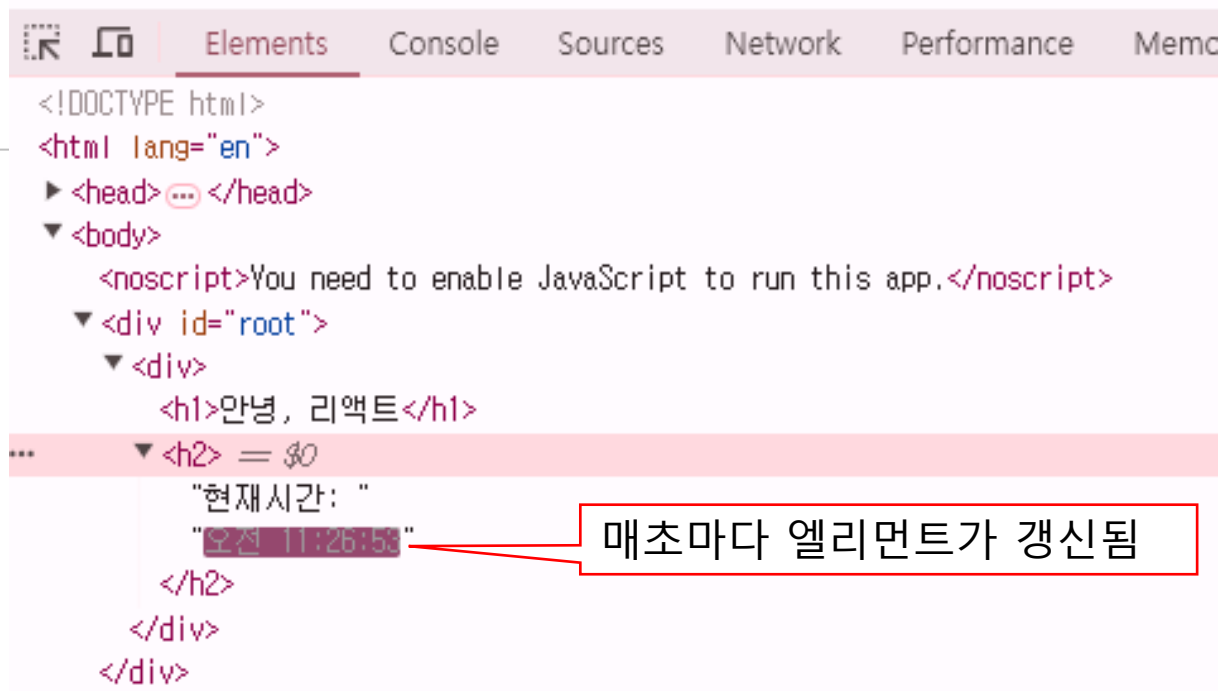 Elements Console Sources Network Performance Memo
<!DOCTYPE html>
<html lang="en">
<head> ... </head>
<body>
<noscript>You need to enable JavaScript to run this app.</noscript>
<div id="root">
<div>
<h1>안녕, 리액트</h1>
... <h2> == $0
"현재시간: "
"오전 11:26:53"
매초마다 엘리먼트가 갱신됨
</h2>
</div>
</div>